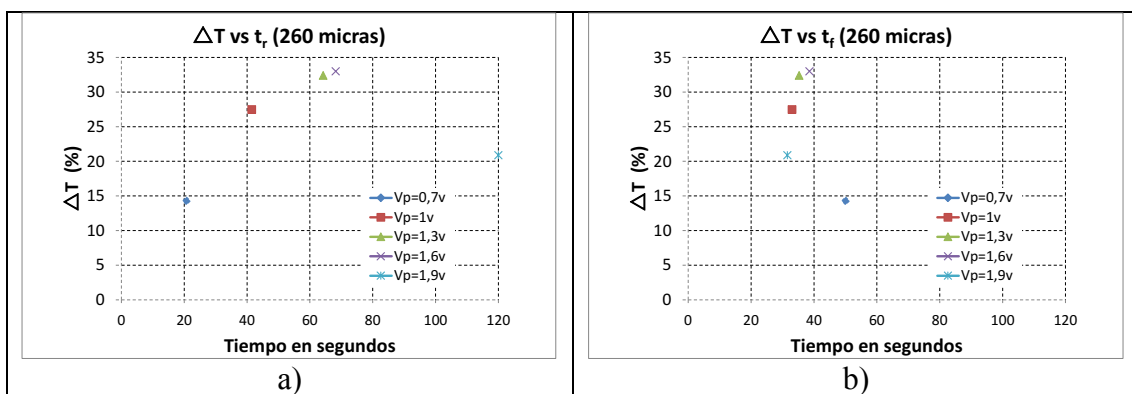 △T vs tr (260 micras)
35
30
25
20
15
10
5
0
△T (%)
Vp=0,7v
Vp=1v
Vp=1,3v
Vp=1,6v
Vp=1,9v
0 20 40 60 80 100 120
Tiempo en segundos
a)
△T vs tf (260 micras)
35
30
25
20
15
10
5
0
△T (%)
Vp=0,7v
Vp=1v
Vp=1,3v
Vp=1,6v
Vp=1,9v
0 20 40 60 80 100 120
Tiempo en segundos
b)